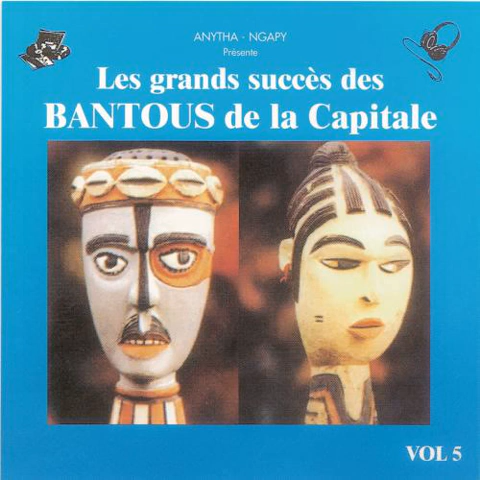 ANYTHA - NGAPY
Présente
Les grands succès des
BANTOUS de la Capitale
VOL 5